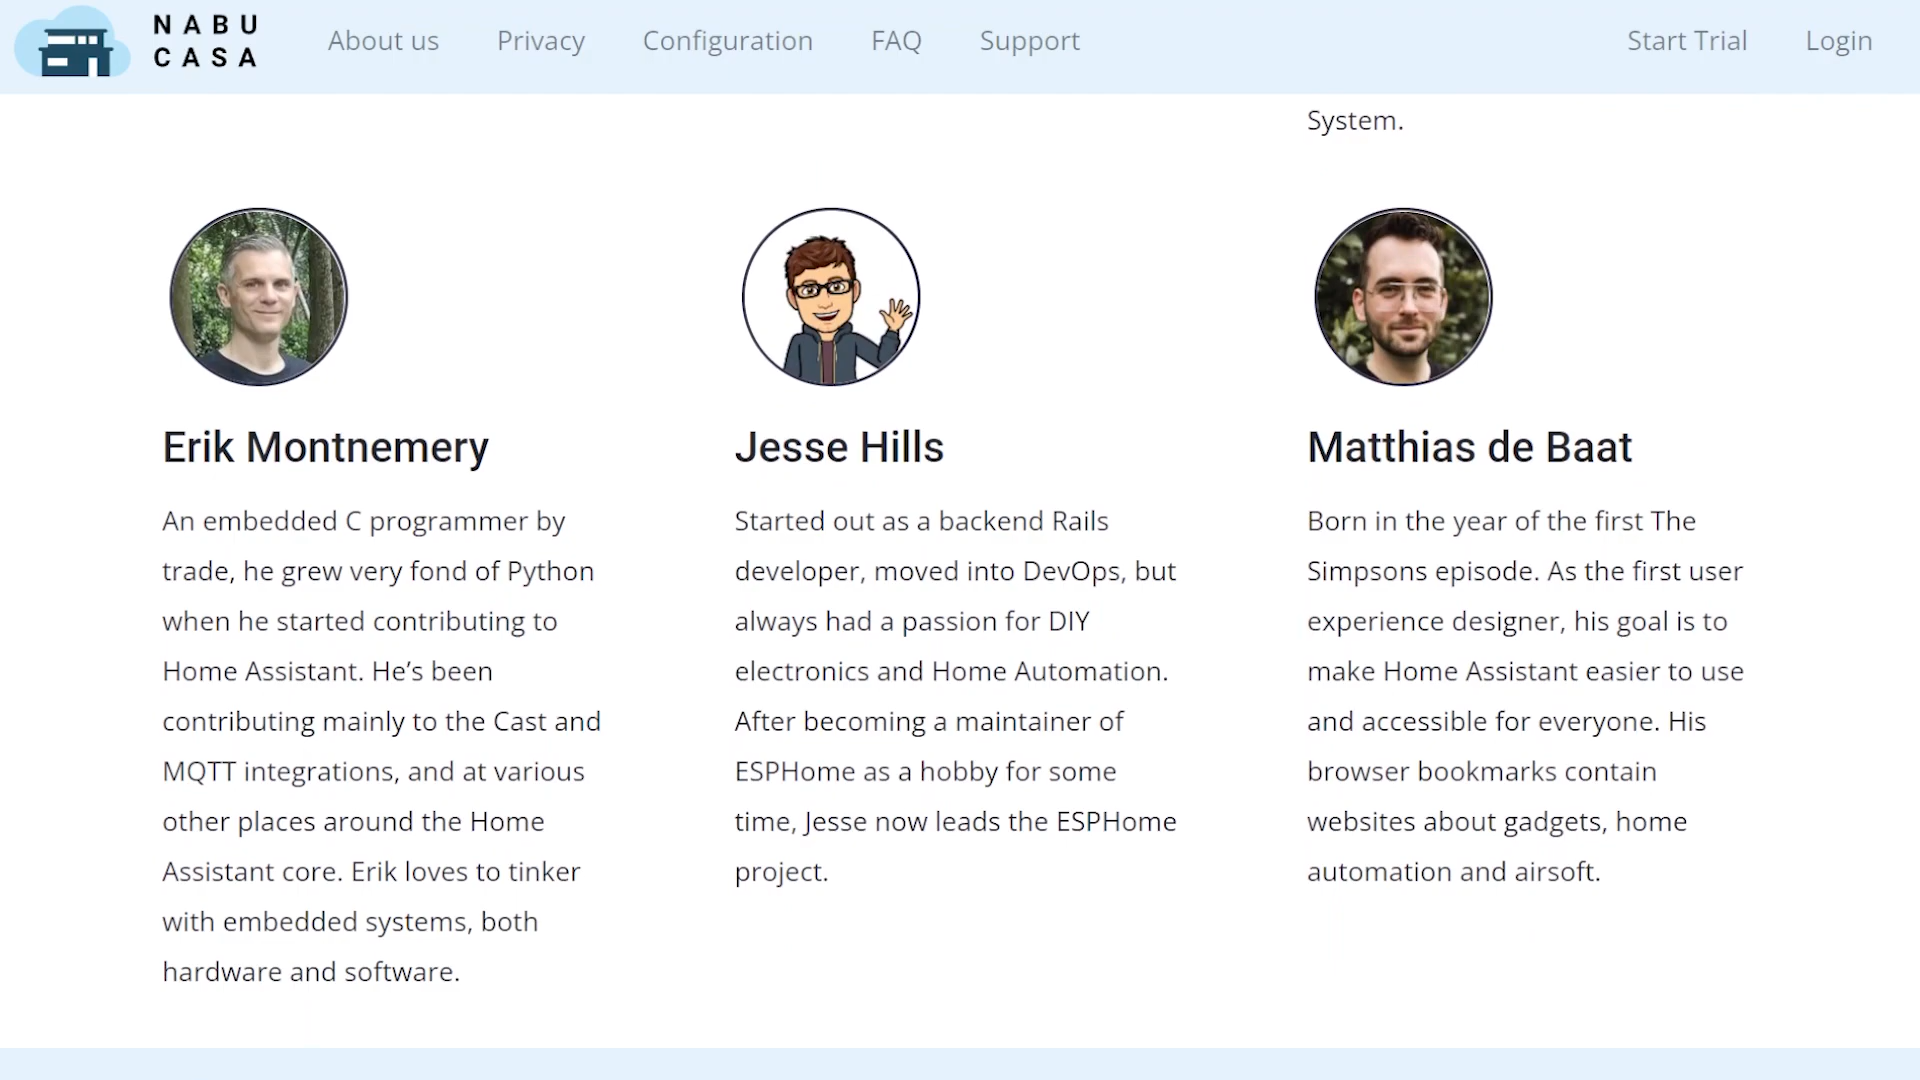 NABU
CASA
About us
Privacy
Configuration
FAQ
Support
Start Trial
Login
System.
Erik Montnemery
An embedded C programmer by
trade, he grew very fond of Python
when he started contributing to
Home Assistant. He’s been
contributing mainly to the Cast and
MQTT integrations, and at various
other places around the Home
Assistant core. Erik loves to tinker
with embedded systems, both
hardware and software.
Jesse Hills
Started out as a backend Rails
developer, moved into DevOps, but
always had a passion for DIY
electronics and Home Automation.
After becoming a maintainer of
ESPHome as a hobby for some
time, Jesse now leads the ESPHome
project.
Matthias de Baat
Born in the year of the first The
Simpsons episode. As the first user
experience designer, his goal is to
make Home Assistant easier to use
and accessible for everyone. His
browser bookmarks contain
websites about gadgets, home
automation and airsoft.